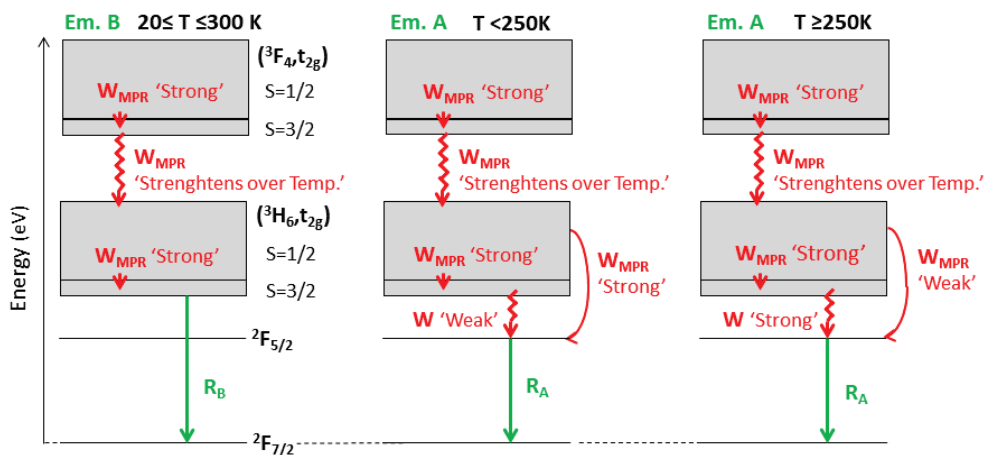 Em. B 20≤ T ≤300 K
Em. A T <250K
Em. A T ≥250K
Energy (eV)
(³F₄,t₂g)
W_MPR 'Strong'
S=1/2
S=3/2
W_MPR
'Strenghtens over Temp.'
(³H₆,t₂g)
S=1/2
W_MPR 'Strong'
S=3/2
²F₅/₂
R_B
²F₇/₂
W_MPR 'Strong'
W_MPR
'Strenghtens over Temp.'
W_MPR 'Strong'
W_MPR
'Strong'
W 'Weak'
R_A
W_MPR 'Strong'
W_MPR
'Strenghtens over Temp.'
W_MPR 'Strong'
W_MPR
'Weak'
W 'Strong'
R_A